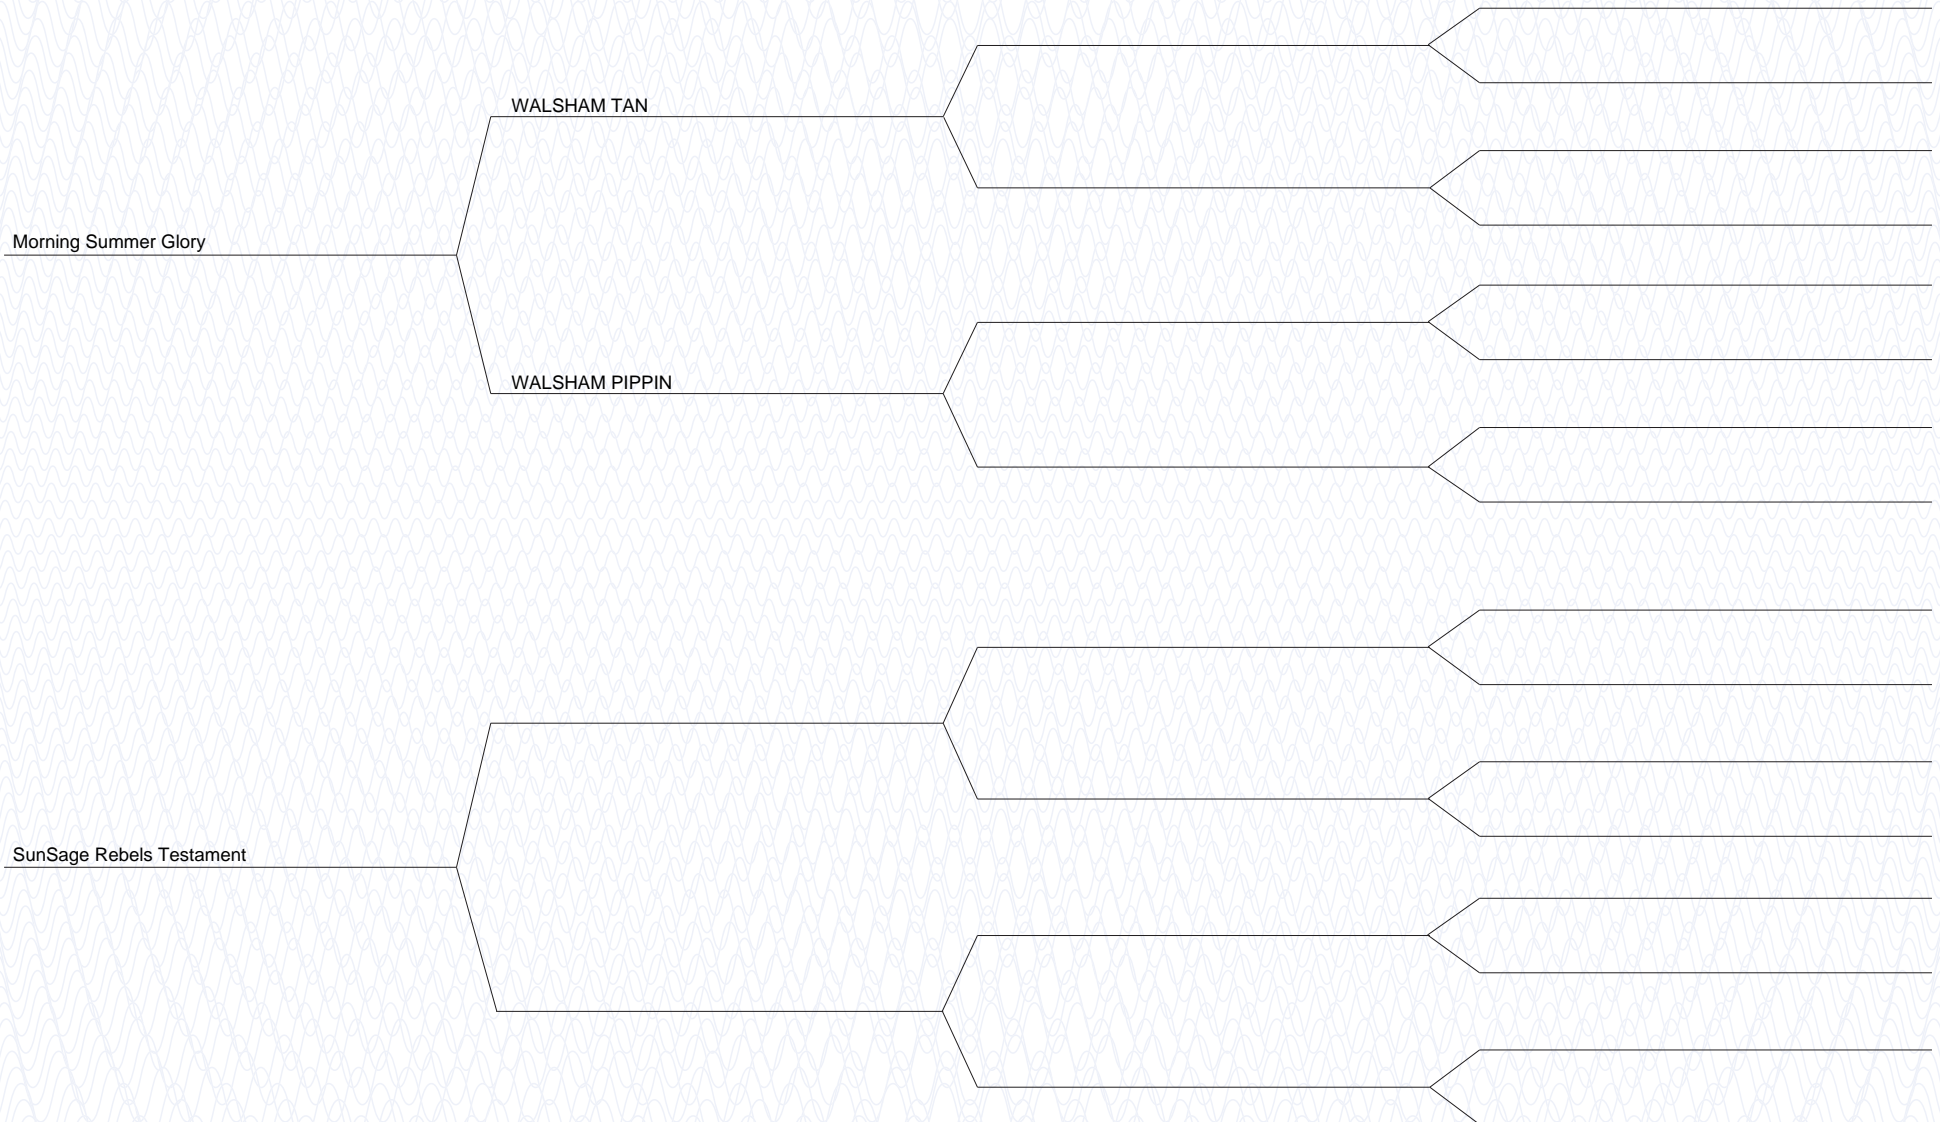 WALSHAM TAN
Morning Summer Glory
WALSHAM PIPPIN
SunSage Rebels Testament